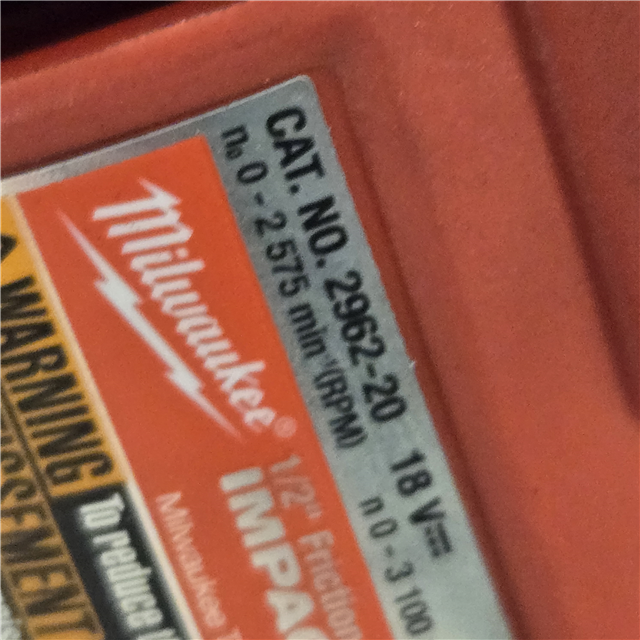 CAT. NO. 2962-20 18 V
n₀ 0 - 2 575 min⁻¹(RPM) n 0 - 3 100
Milwaukee®
1/2" Friction
IMPAC
Milwaukee T
WARNING
To reduce